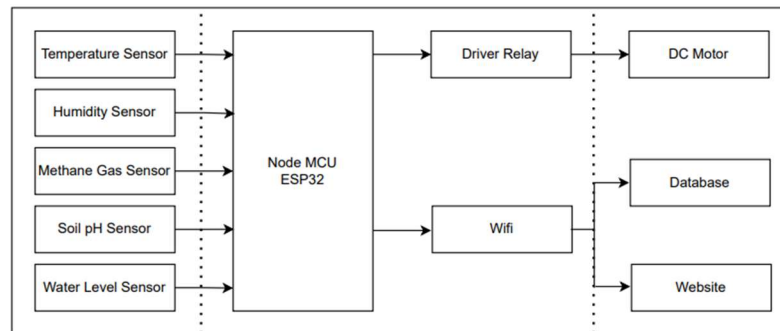 Temperature Sensor
Humidity Sensor
Methane Gas Sensor
Soil pH Sensor
Water Level Sensor
Node MCU
ESP32
Driver Relay
Wifi
DC Motor
Database
Website